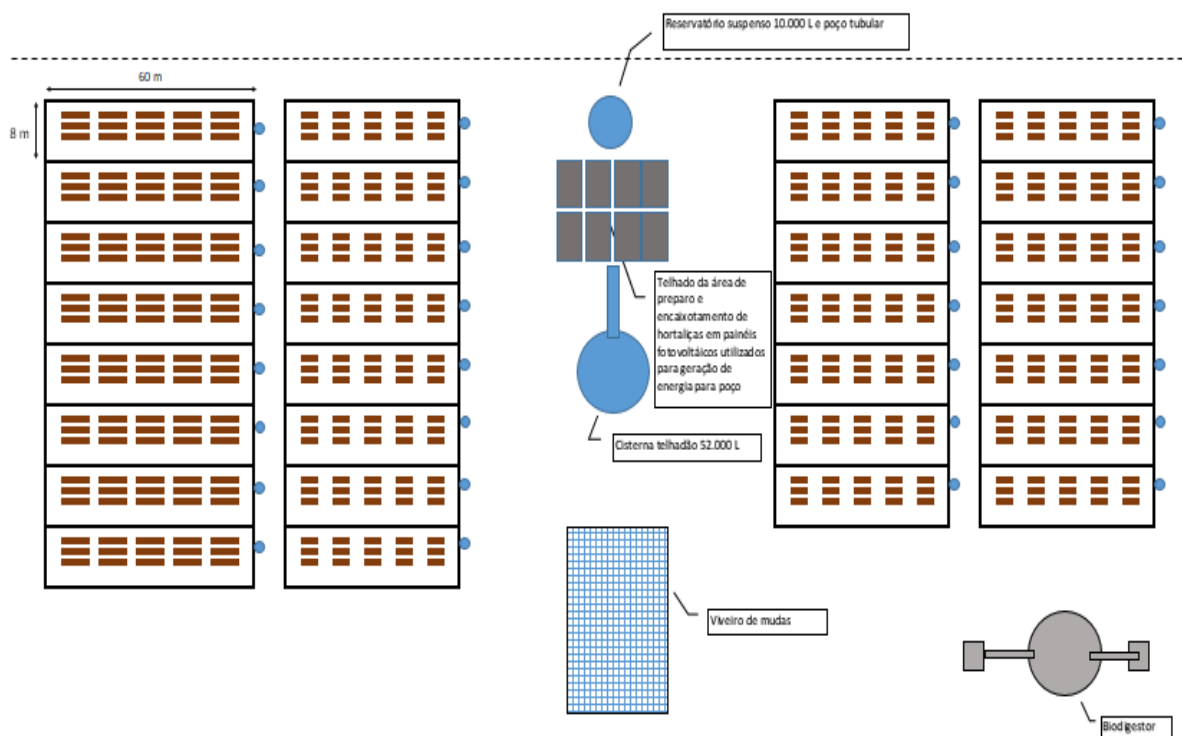 Reservatório suspenso 10.000 L e poço tubular
60 m
8 m
Telhado da área de
preparo e
encaixotamento de
hortaliças em painéis
fotovoltáicos utilizados
para geração de
energia para poço
Cisterna telhadão 52.000 L
Viveiro de mudas
Biodigestor